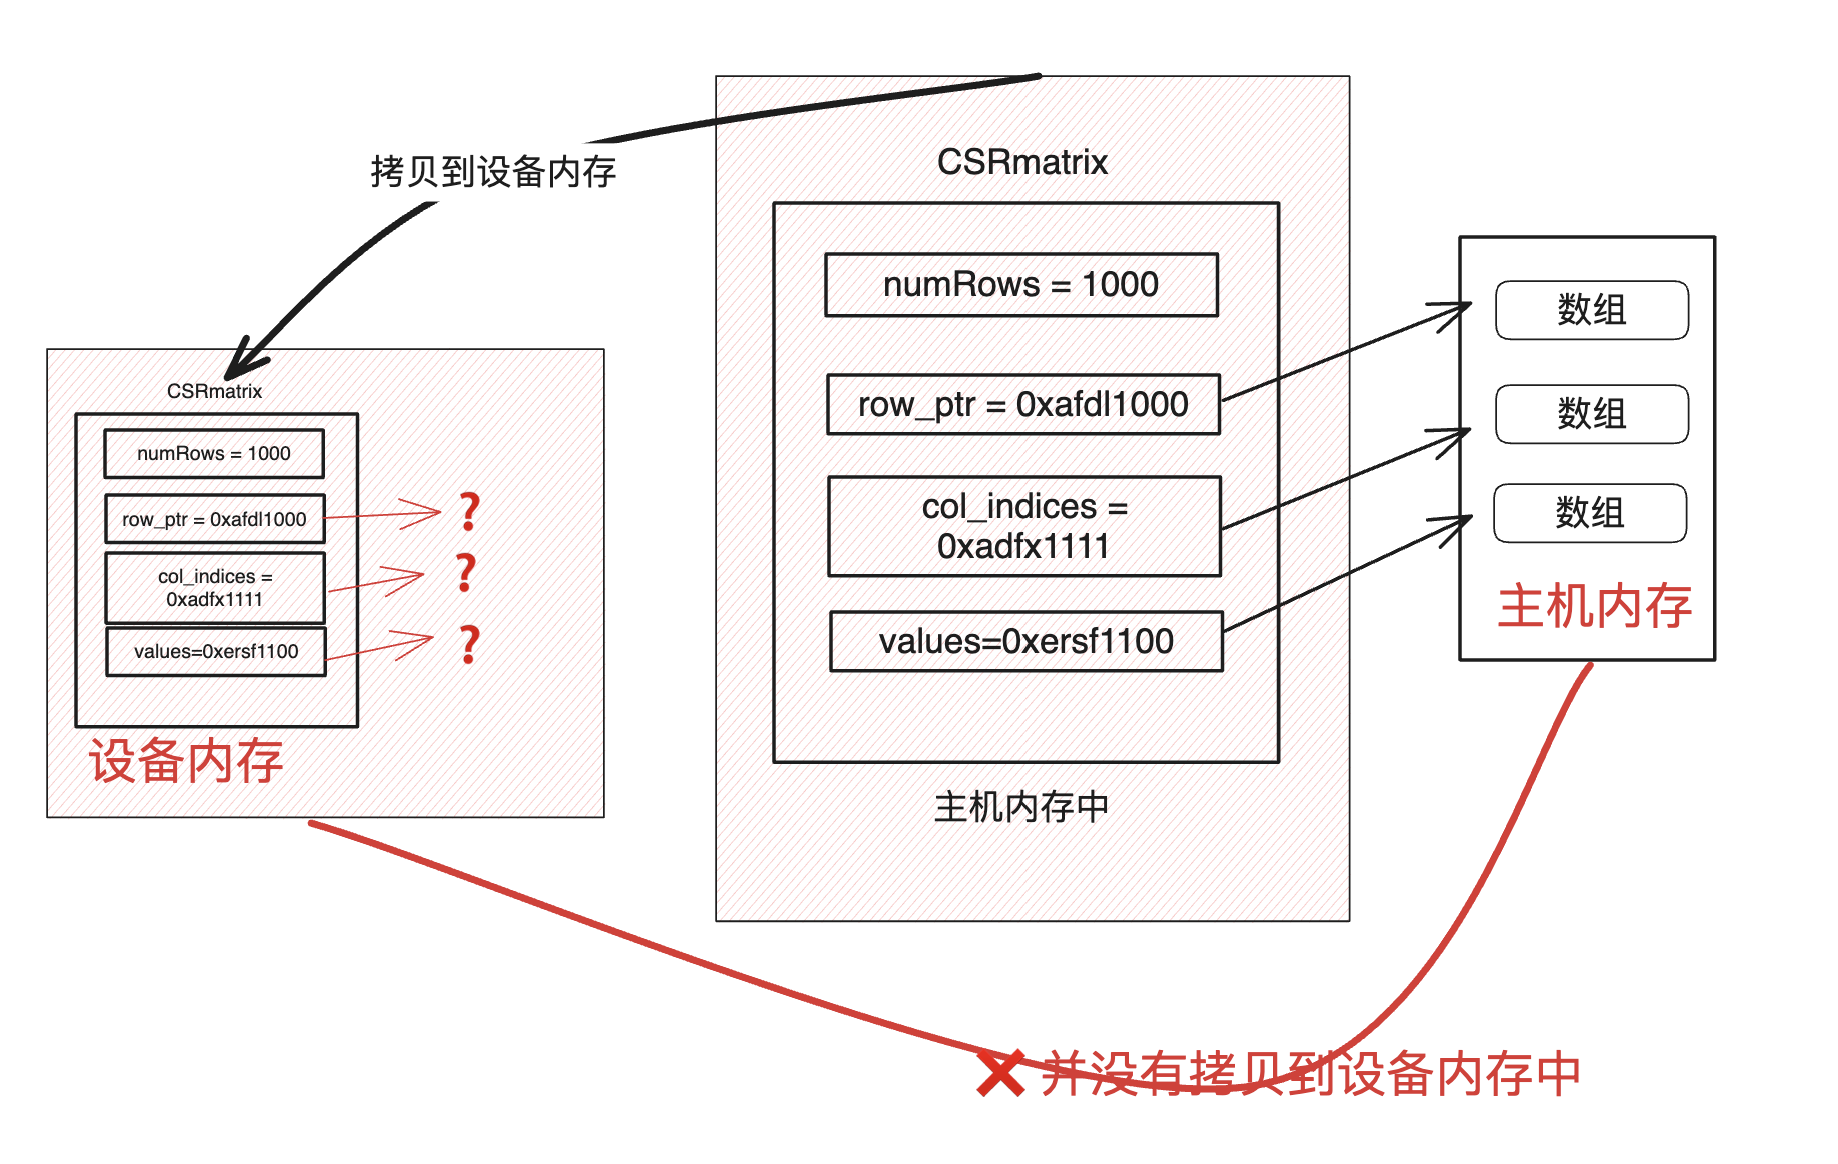 拷贝到设备内存
CSRmatrix
numRows = 1000
row_ptr = 0xafdl1000
col_indices =
0xadfx1111
values=0xersf1100
主机内存中
数组
数组
数组
主机内存
CSRmatrix
numRows = 1000
row_ptr = 0xafdl1000
?
col_indices =
0xadfx1111
?
values=0xersf1100
?
设备内存
❌ 并没有拷贝到设备内存中